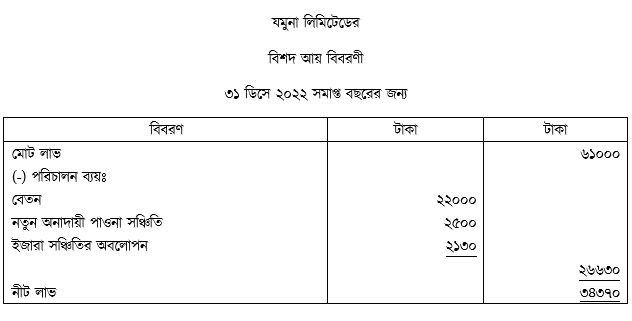 যমুনা লিমিটেডের
বিশদ আয় বিবরণী
৩১ ডিসে ২০২২ সমাপ্ত বছরের জন্য
বিবরণ টাকা টাকা
মোট লাভ ৬১০০০
(-) পরিচালন ব্যয়ঃ
বেতন ২২০০০
নতুন অনাদায়ী পাওনা সঞ্চিতি ২৫০০
ইজারা সঞ্চিতির অবলোপন ২১৩০
২৬৬৩০
নীট লাভ ৩৪৩৭০